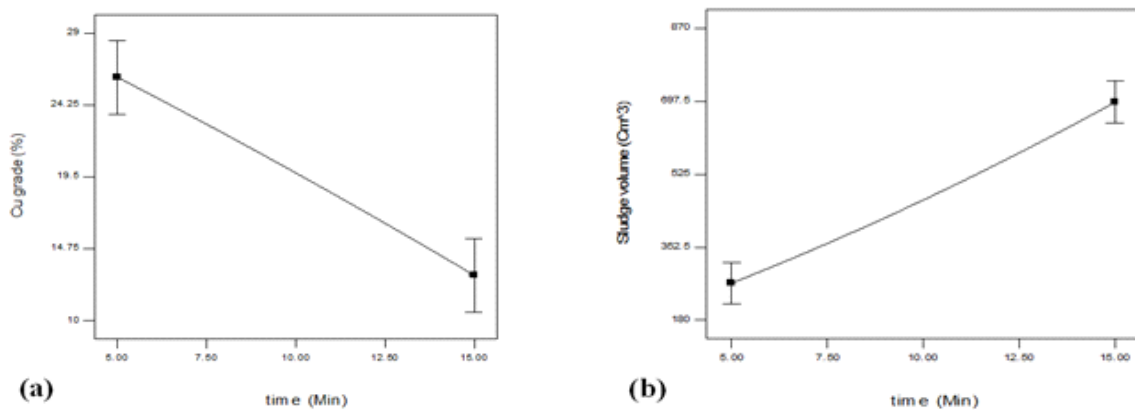 29
24.25
19.5
14.75
10
Cu grade (%)
5.00 7.50 10.00 12.50 15.00
time (Min)
(a)
870
697.5
525
352.5
180
Sludge volume (Cm^3)
5.00 7.50 10.00 12.50 15.00
time (Min)
(b)